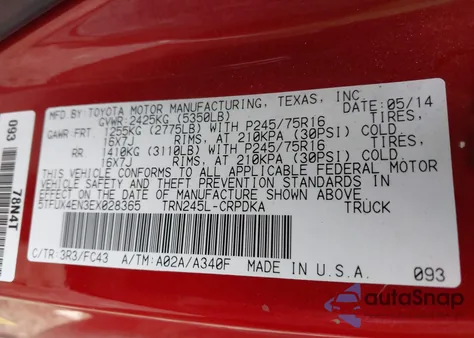 MFD. BY: TOYOTA MOTOR MANUFACTURING, TEXAS, INC.
GVWR: 2425KG (5350LB) DATE: 05/14
GAWR: FRT. 1255KG (2775LB) WITH P245/75R16 TIRES,
16X7J RIMS, AT 210KPA (30PSI) COLD
RR 1410KG (3110LB) WITH P245/75R16 TIRES,
16X7J RIMS, AT 210KPA (30PSI) COLD.
THIS VEHICLE CONFORMS TO ALL APPLICABLE FEDERAL MOTOR
VEHICLE SAFETY AND THEFT PREVENTION STANDARDS IN
EFFECT ON THE DATE OF MANUFACTURE SHOWN ABOVE.
5TFUX4EN3EX028365 TRN245L-CRPDKA TRUCK
C/TR:3R3/FC43 A/TM:A02A/A340F MADE IN U.S.A. 093
093
78N4T
autoSnap